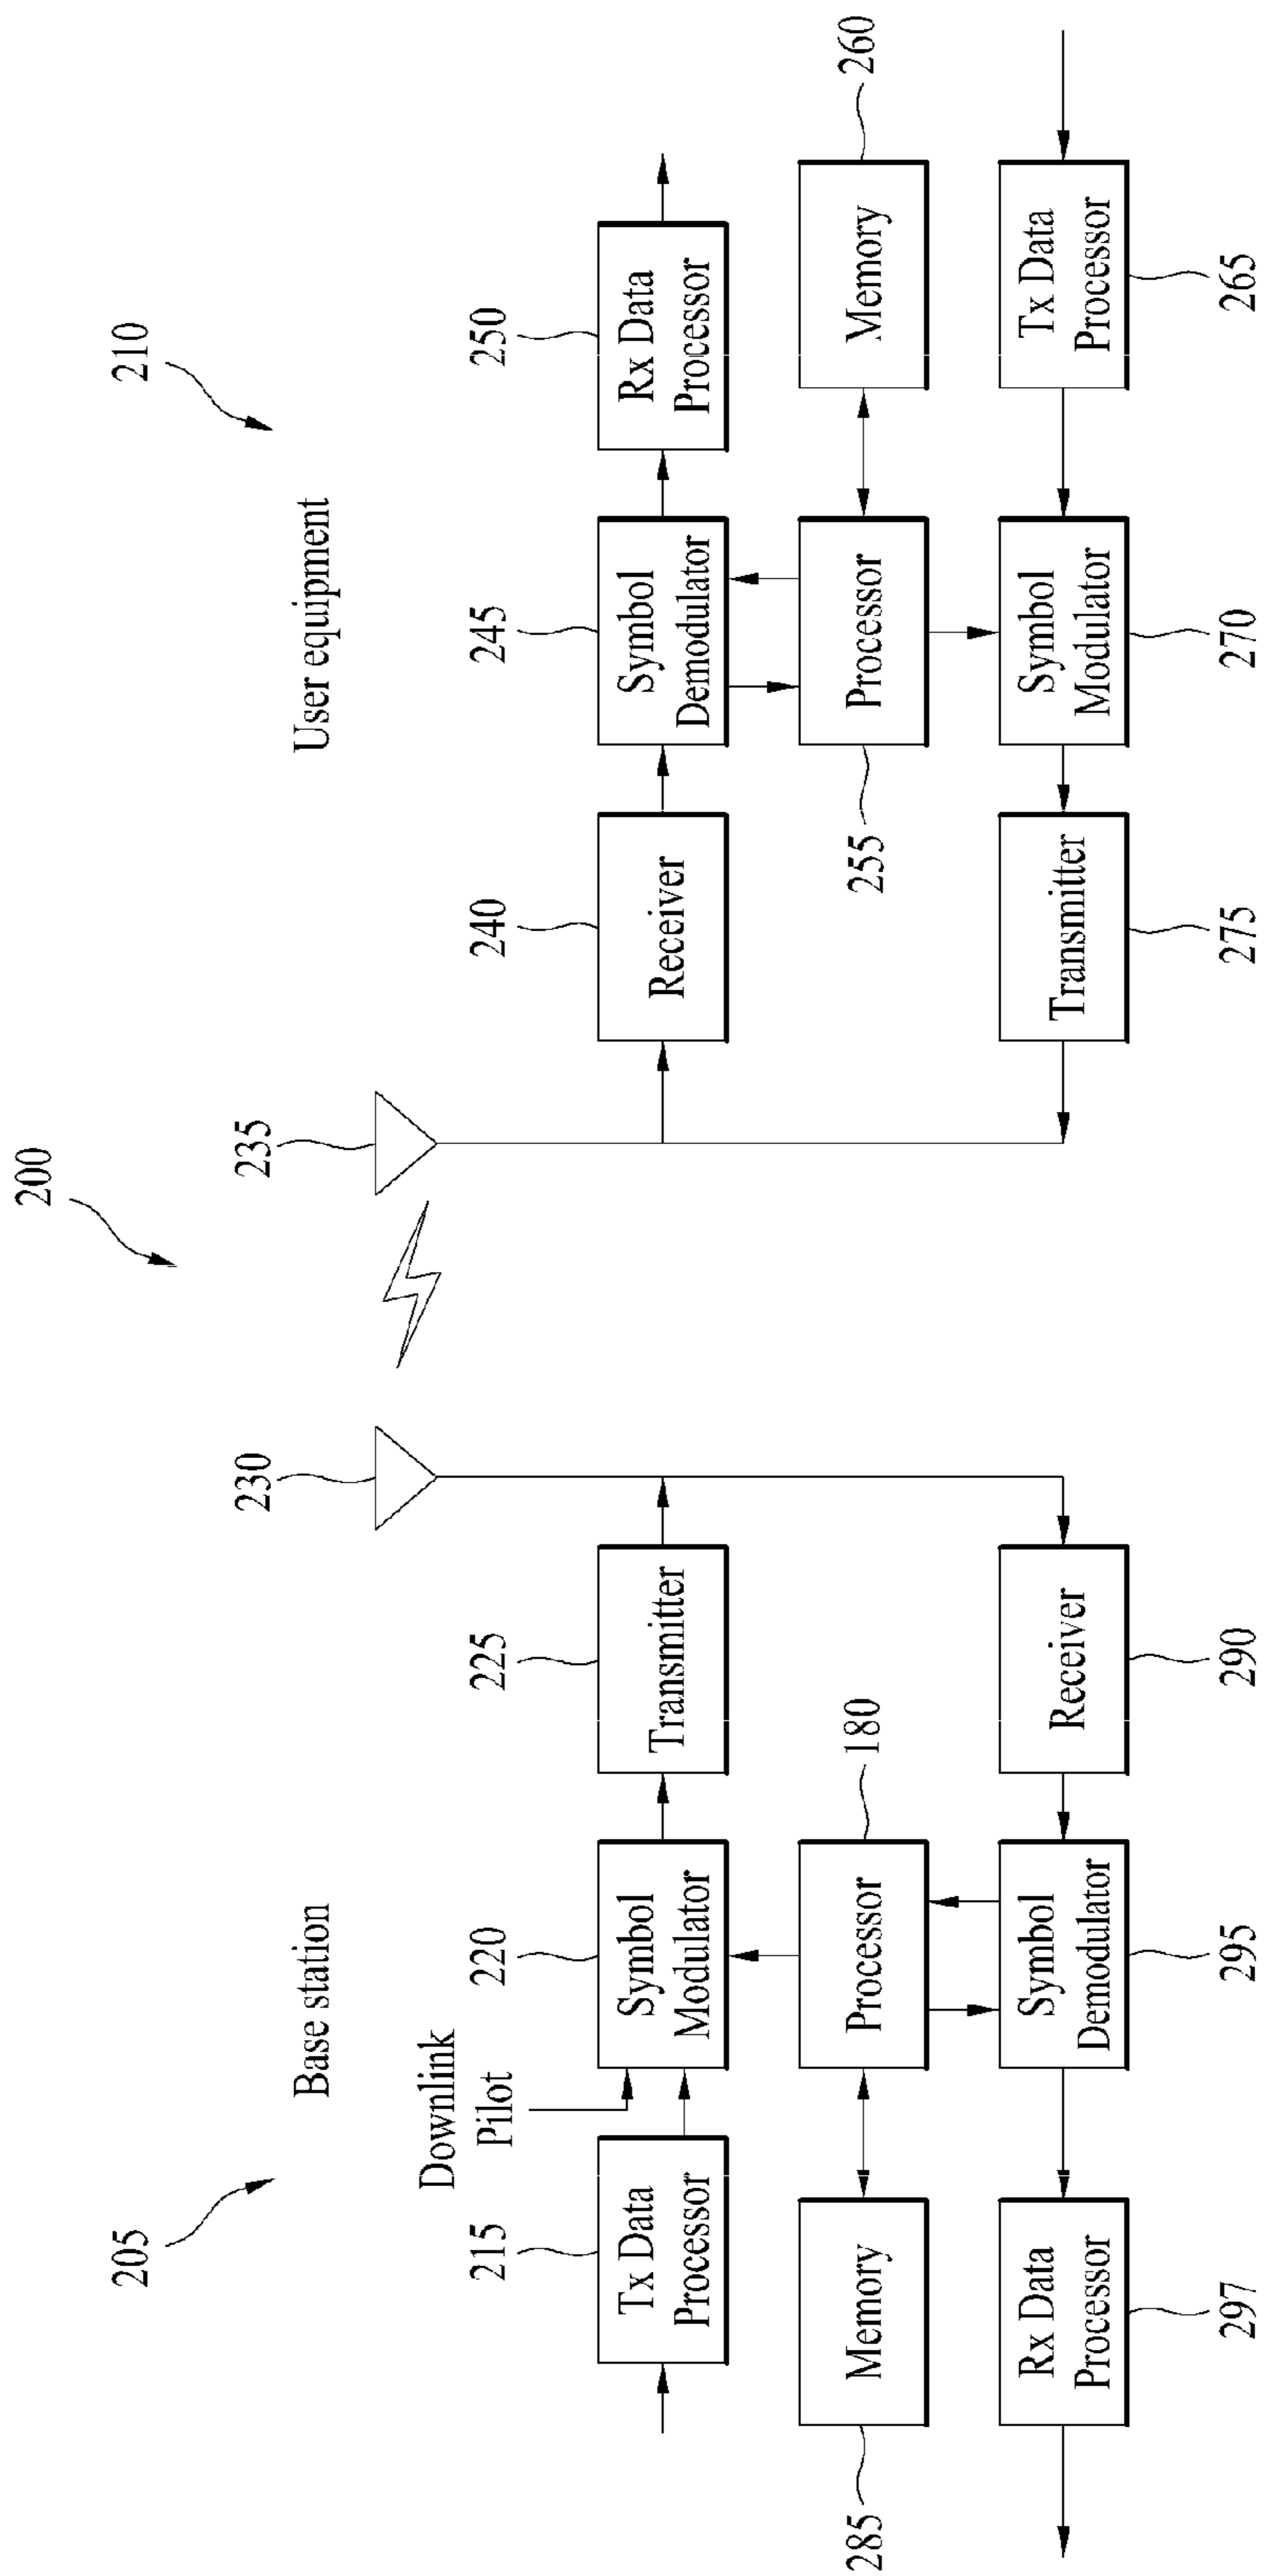 200
205
210
Base station
User equipment
230
235
Downlink
Pilot
215
220
225
240
245
250
Tx Data
Processor
Symbol
Modulator
Transmitter
Receiver
Symbol
Demodulator
Rx Data
Processor
180
260
Memory
Processor
Processor
Memory
285
255
Rx Data
Processor
Symbol
Demodulator
Receiver
Transmitter
Symbol
Modulator
Tx Data
Processor
297
295
290
275
270
265